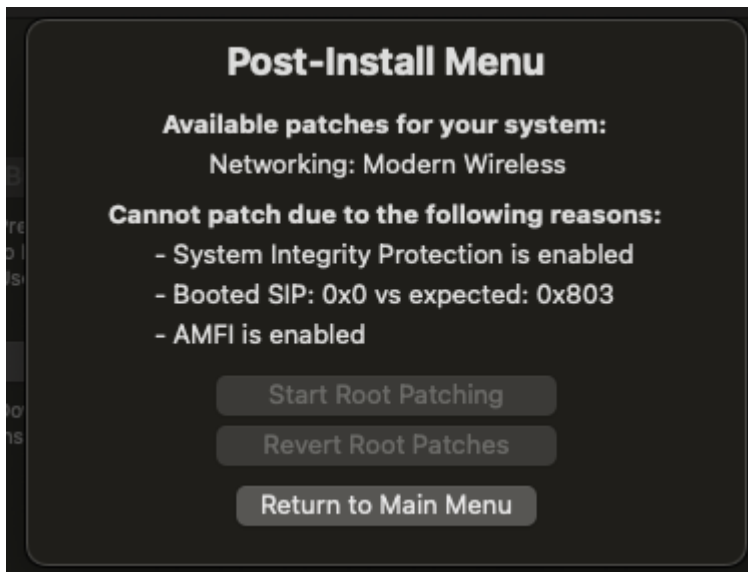 Post-Install Menu
Available patches for your system:
Networking: Modern Wireless
Cannot patch due to the following reasons:
- System Integrity Protection is enabled
- Booted SIP: 0x0 vs expected: 0x803
- AMFI is enabled
Start Root Patching
Revert Root Patches
Return to Main Menu